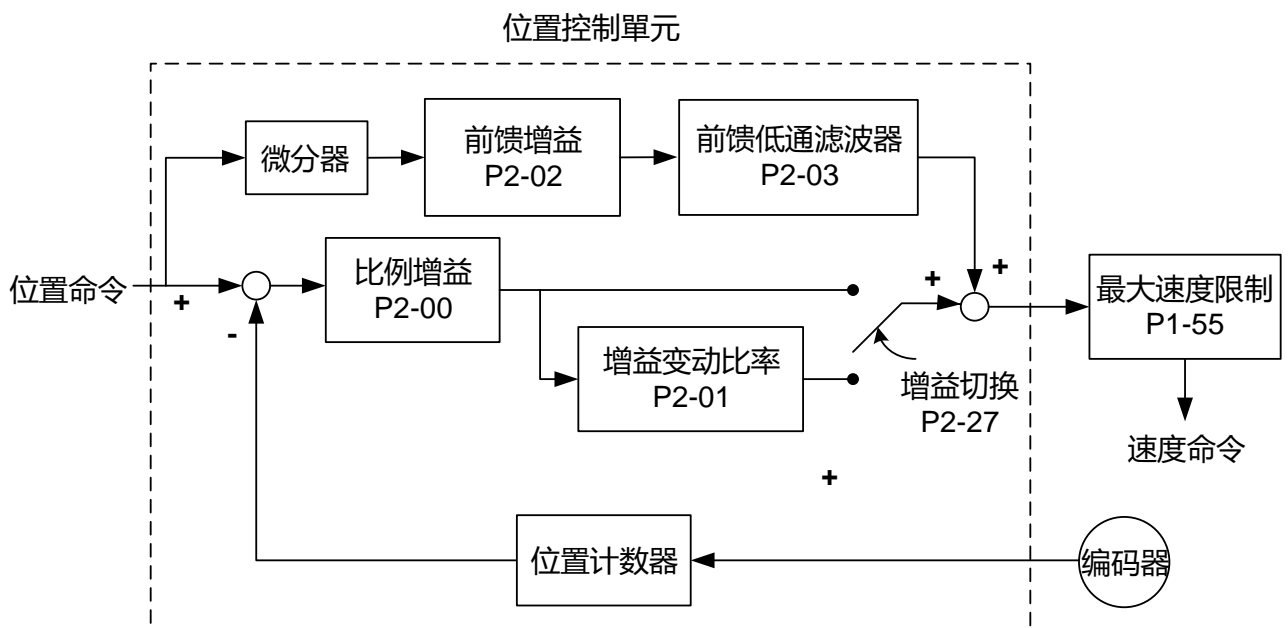 位置控制單元
微分器
前馈增益
P2-02
前馈低通滤波器
P2-03
位置命令
+
-
比例增益
P2-00
增益变动比率
P2-01
+
+
增益切换
P2-27
最大速度限制
P1-55
速度命令
+
位置计数器
编码器